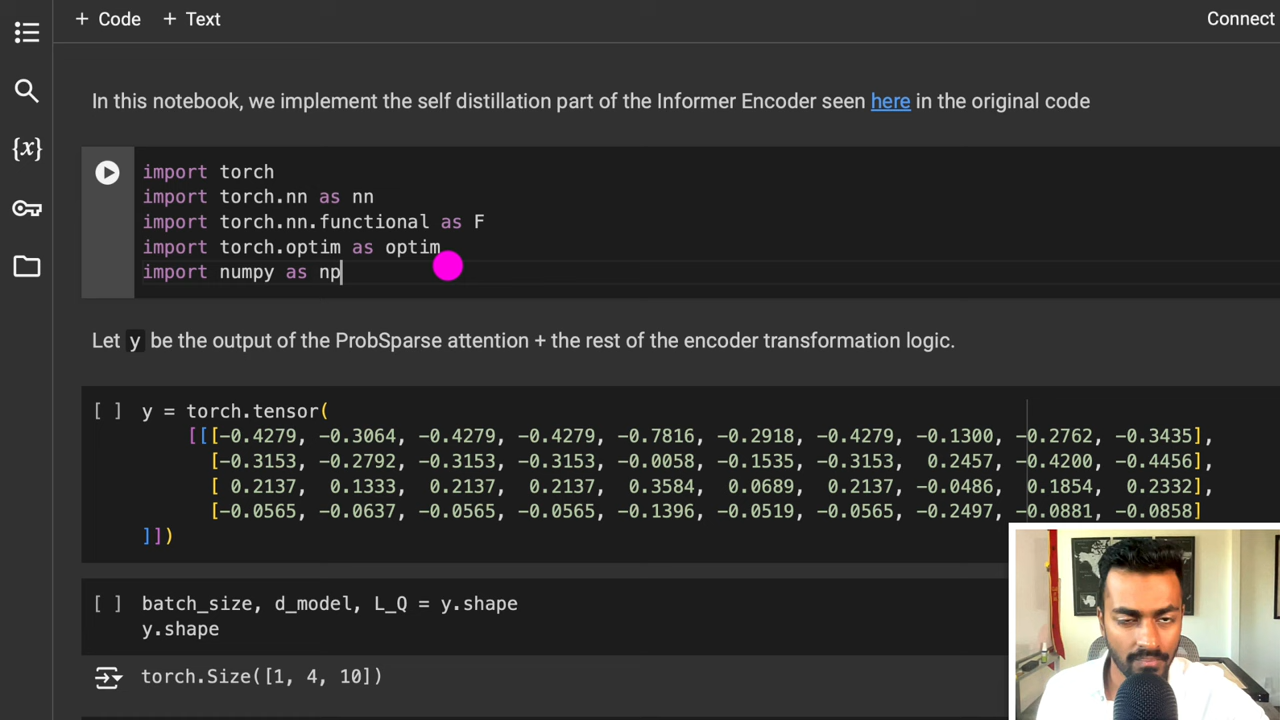 + Code + Text
Connect
In this notebook, we implement the self distillation part of the Informer Encoder seen here in the original code
import torch
import torch.nn as nn
import torch.nn.functional as F
import torch.optim as optim
import numpy as np
Let y be the output of the ProbSparse attention + the rest of the encoder transformation logic.
[ ] y = torch.tensor(
[[[-0.4279, -0.3064, -0.4279, -0.4279, -0.7816, -0.2918, -0.4279, -0.1300, -0.2762, -0.3435],
[-0.3153, -0.2792, -0.3153, -0.3153, -0.0058, -0.1535, -0.3153, 0.2457, -0.4200, -0.4456],
[ 0.2137, 0.1333, 0.2137, 0.2137, 0.3584, 0.0689, 0.2137, -0.0486, 0.1854, 0.2332],
[-0.0565, -0.0637, -0.0565, -0.0565, -0.1396, -0.0519, -0.0565, -0.2497, -0.0881, -0.0858]
]])
[ ] batch_size, d_model, L_Q = y.shape
y.shape
torch.Size([1, 4, 10])